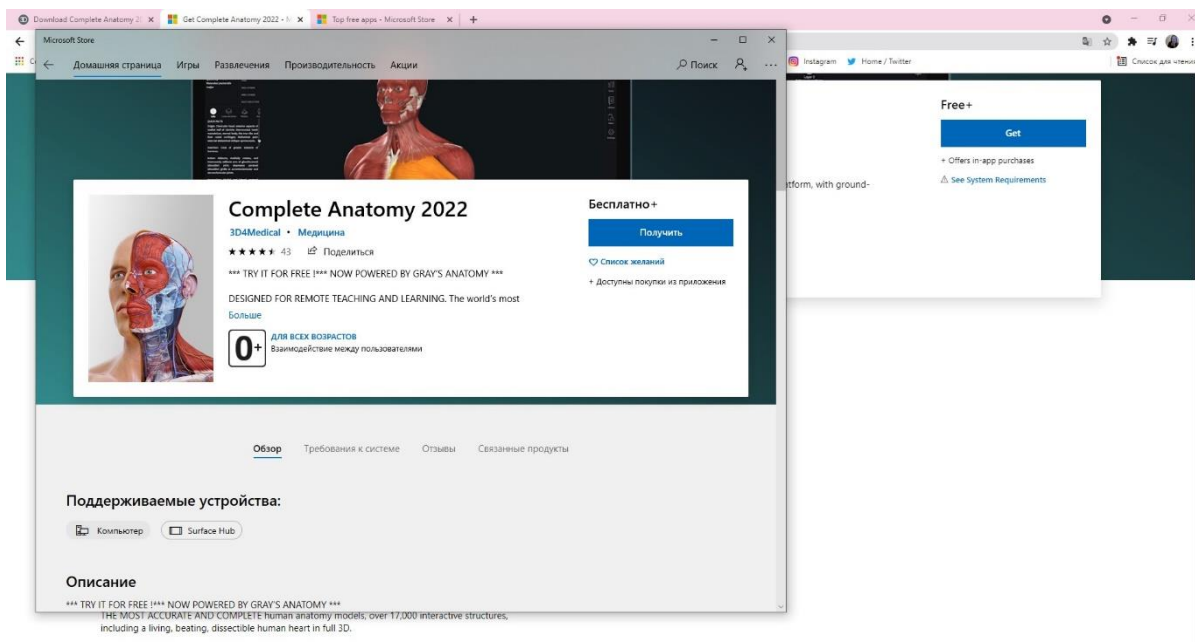 Download Complete Anatomy 2
Get Complete Anatomy 2022 -
Top free apps - Microsoft Store
Microsoft Store
Домашняя страница Игры Развлечения Производительность Акции
Поиск
Instagram
Home / Twitter
Список для чтения
Complete Anatomy 2022
3D4Medical • Медицина
43 Поделиться
*** TRY IT FOR FREE !*** NOW POWERED BY GRAY'S ANATOMY ***
DESIGNED FOR REMOTE TEACHING AND LEARNING. The world's most
Больше
0+
ДЛЯ ВСЕХ ВОЗРАСТОВ
Взаимодействие между пользователями
Бесплатно+
Получить
Список желаний
+ Доступны покупки из приложения
Free+
Get
+ Offers in-app purchases
See System Requirements
atform, with ground-
Обзор Требования к системе Отзывы Связанные продукты
Поддерживаемые устройства:
Компьютер Surface Hub
Описание
*** TRY IT FOR FREE !*** NOW POWERED BY GRAY'S ANATOMY ***
THE MOST ACCURATE AND COMPLETE human anatomy models, over 17,000 interactive structures,
including a living, beating, dissectible human heart in full 3D.